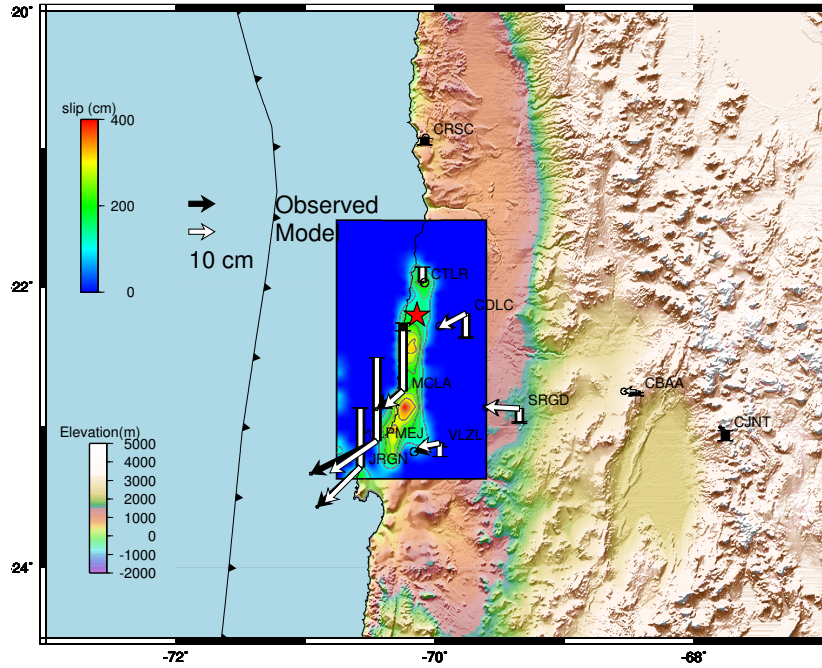 20°
CRSC
slip (cm)
400
200
0
Observed
Model
10 cm
22°
CTLR
CDLC
MCLA
SRGD
CBAA
CJNT
PMEJ
VLZL
JRGN
Elevation(m)
5000
4000
3000
2000
1000
0
-1000
-2000
24°
-72°
-70°
-68°